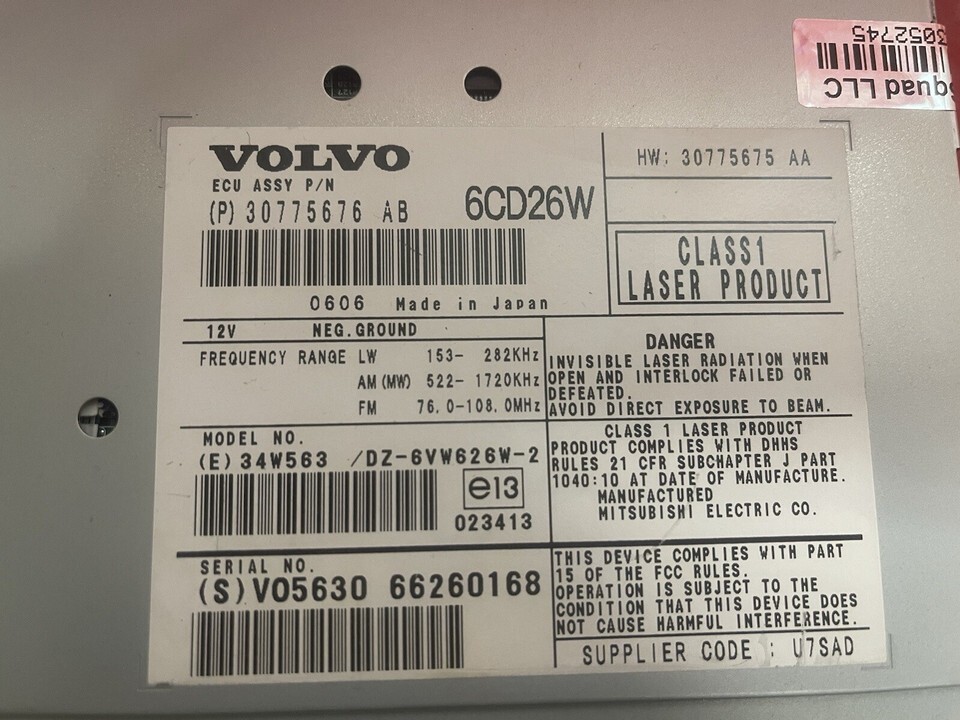 3052745
quad LLC
VOLVO
ECU ASSY P/N
(P) 30775676 AB
6CD26W
0606 Made in Japan
HW: 30775675 AA
CLASS1
LASER PRODUCT
12V NEG.GROUND
FREQUENCY RANGE LW 153- 282KHz
AM (MW) 522- 1720KHz
FM 76.0-108.0MHz
DANGER
INVISIBLE LASER RADIATION WHEN
OPEN AND INTERLOCK FAILED OR
DEFEATED.
AVOID DIRECT EXPOSURE TO BEAM.
MODEL NO.
(E) 34W563 /DZ-6VW626W-2
e13
023413
CLASS 1 LASER PRODUCT
PRODUCT COMPLIES WITH DHHS
RULES 21 CFR SUBCHAPTER J PART
1040:10 AT DATE OF MANUFACTURE.
MANUFACTURED
MITSUBISHI ELECTRIC CO.
SERIAL NO.
(S) VO5630 66260168
THIS DEVICE COMPLIES WITH PART
15 OF THE FCC RULES.
OPERATION IS SUBJECT TO THE
CONDITION THAT THIS DEVICE DOES
NOT CAUSE HARMFUL INTERFERENCE.
SUPPLIER CODE : U7SAD